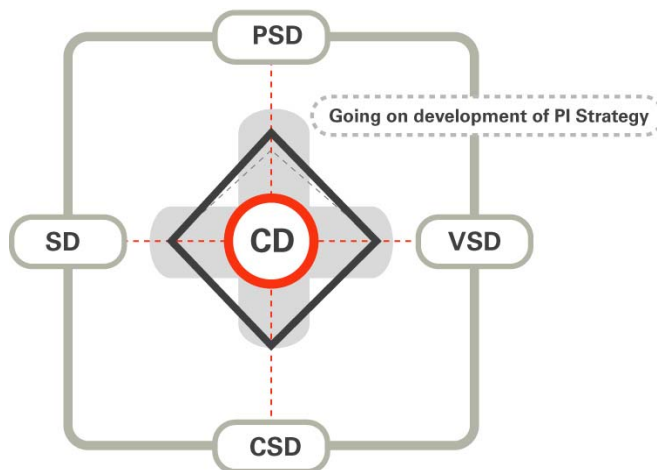 PSD
Going on development of PI Strategy
SD
CD
VSD
CSD